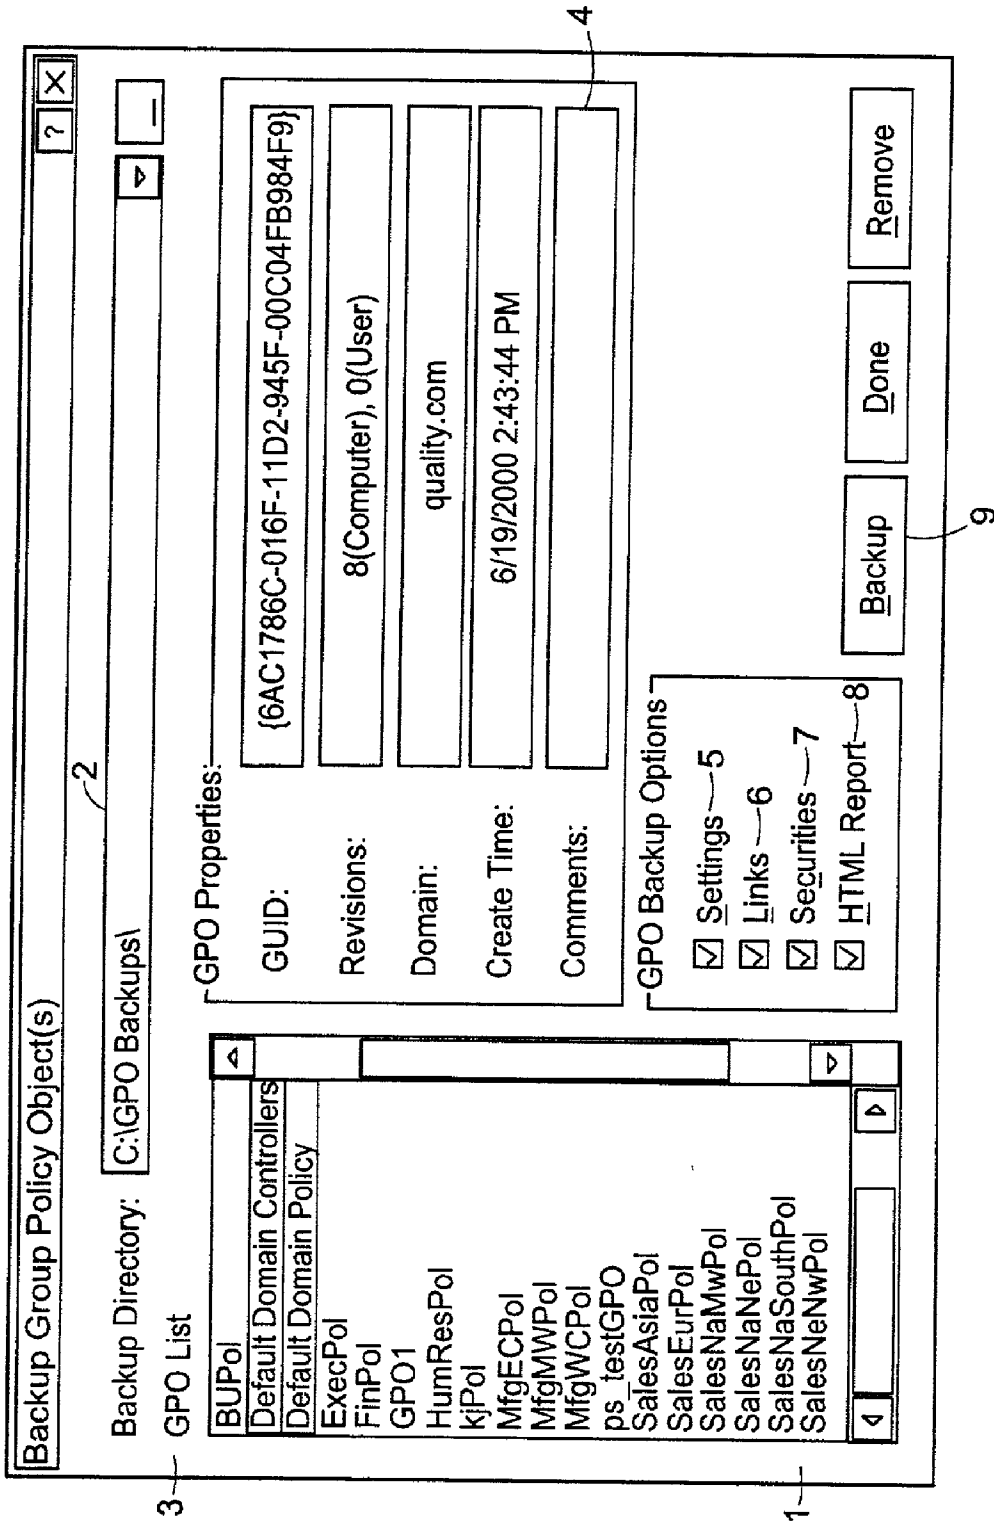 Backup Group Policy Object(s)
? X
2
Backup Directory: C:\GPO Backups\
3
GPO List
BUPol
Default Domain Controllers
Default Domain Policy
ExecPol
FinPol
GPO1
HumResPol
kjPol
MfgECPol
MfgMWPol
MfgWCPol
ps_testGPO
SalesAsiaPol
SalesEurPol
SalesNaMwPol
SalesNaNePol
SalesNaSouthPol
SalesNeNwPol
1
GPO Properties:
GUID: {6AC1786C-016F-11D2-945F-00C04FB984F9}
Revisions: 8(Computer), 0(User)
Domain: quality.com
Create Time: 6/19/2000 2:43:44 PM
Comments:
4
GPO Backup Options
Settings 5
Links 6
Securities 7
HTML Report 8
Backup Done Remove
9